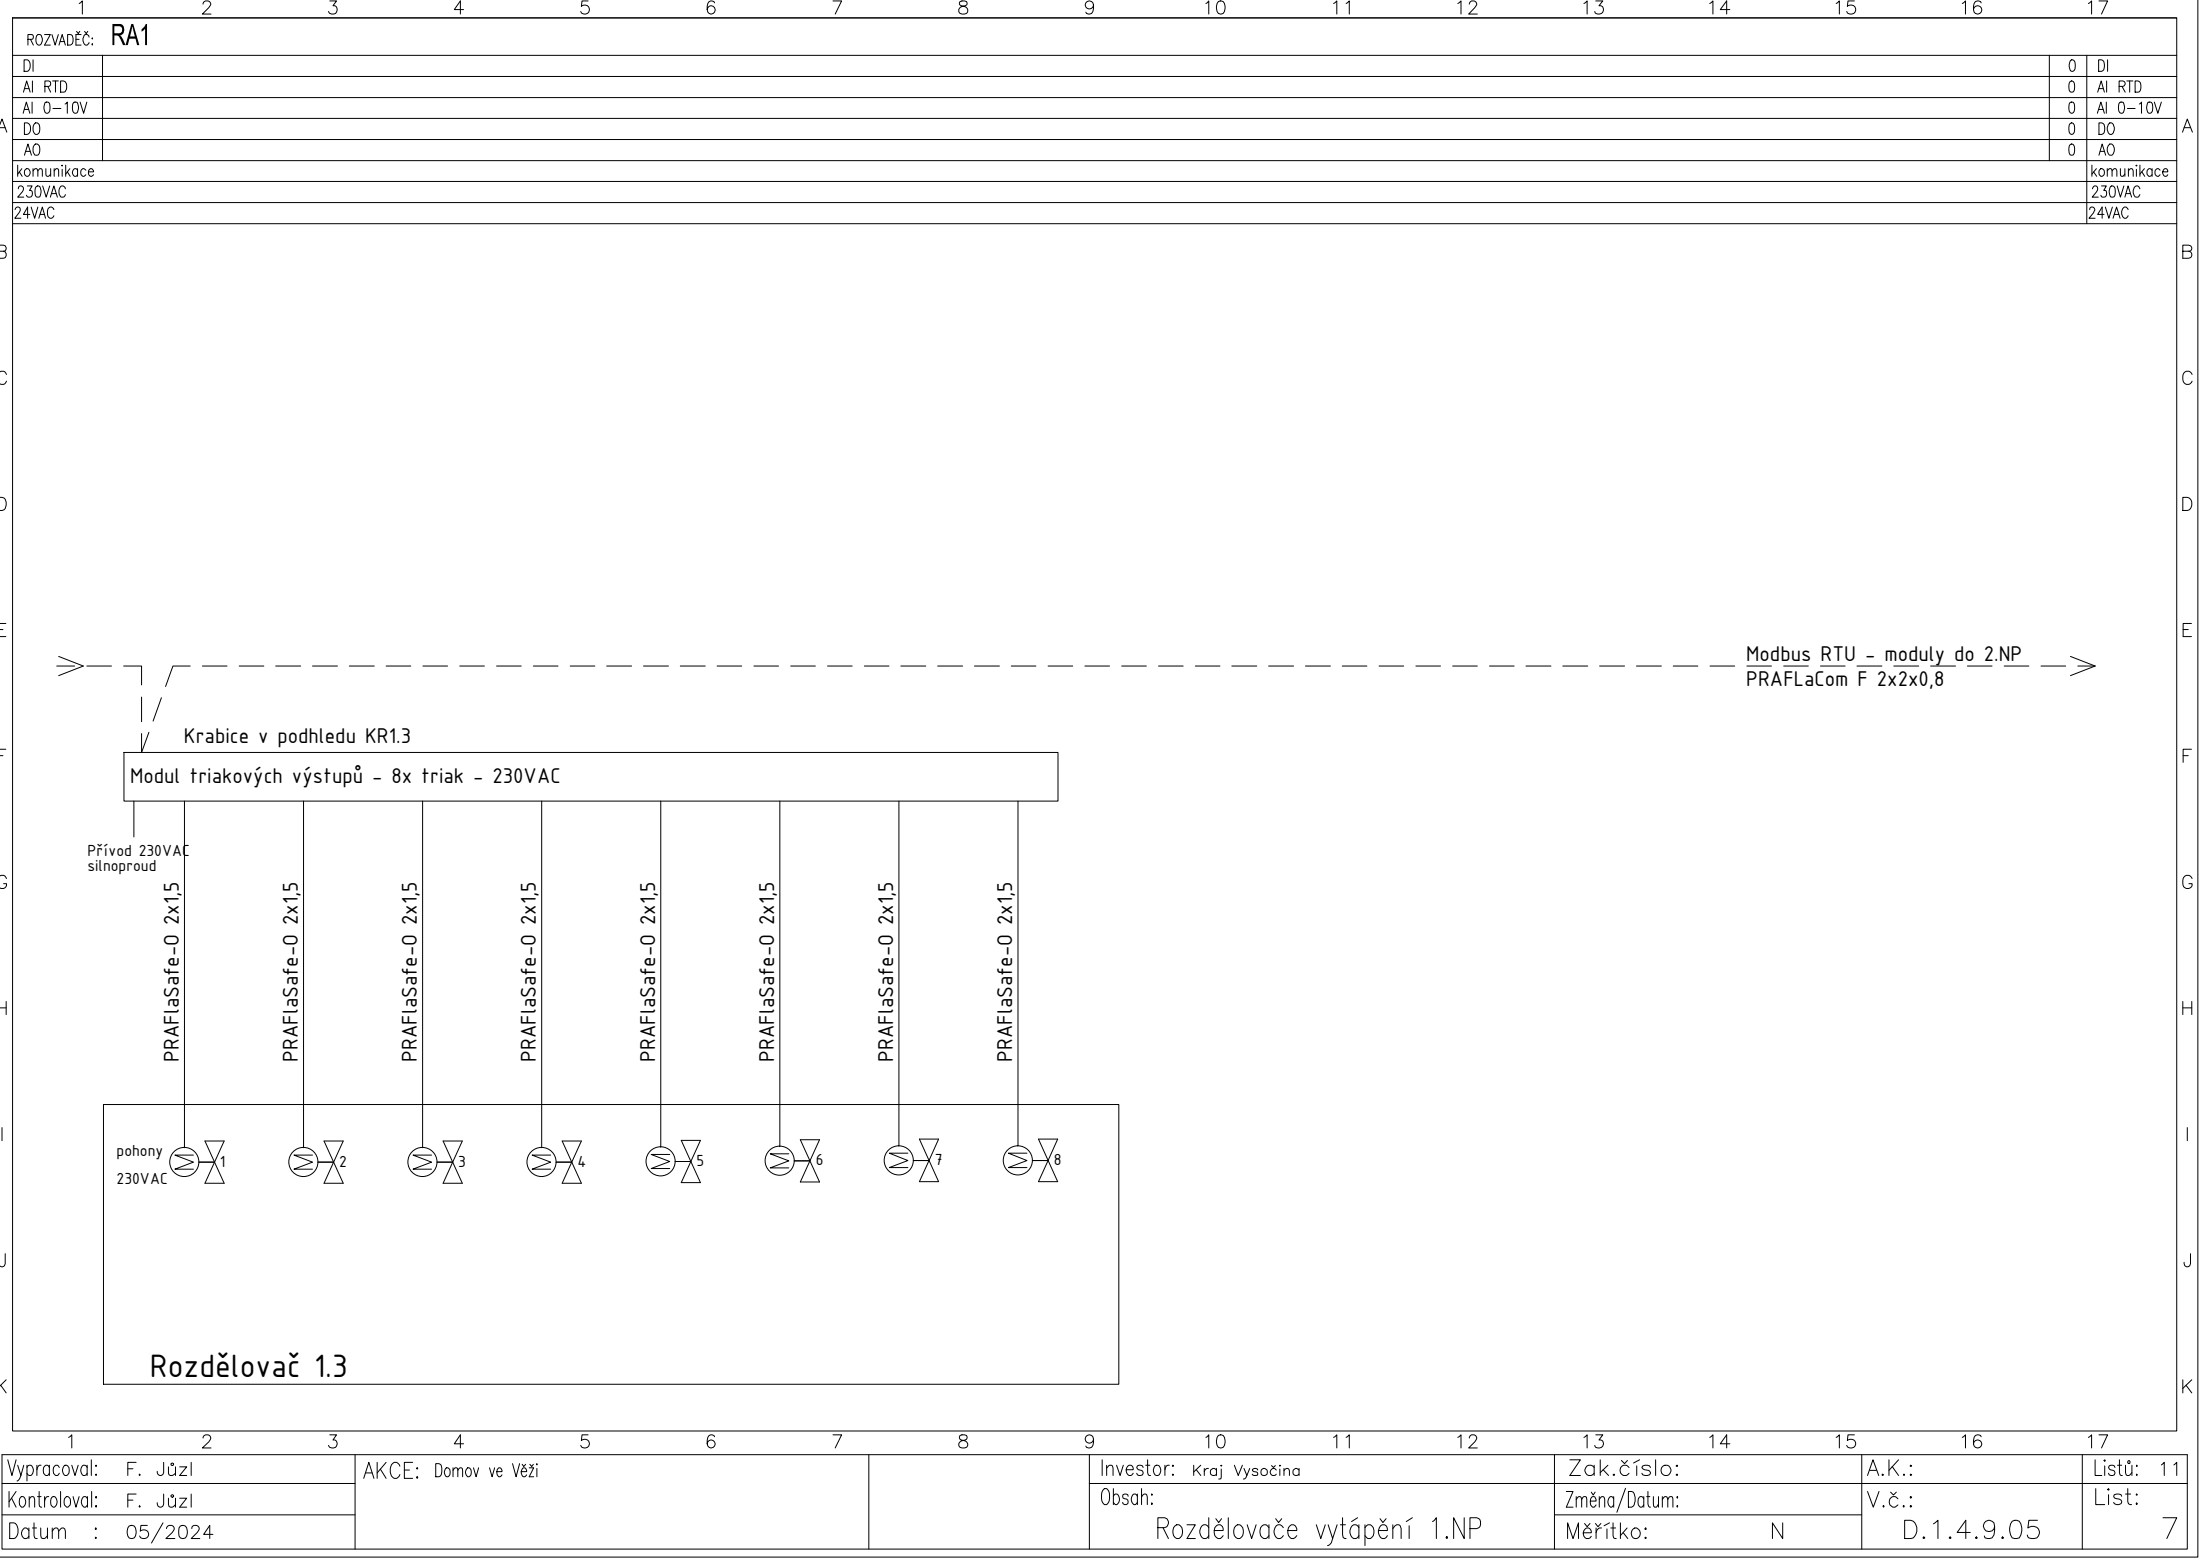 1 2 3 4 5 6 7 8 9 10 11 12 13 14 15 16 17
ROZVADĚČ: RA1
DI 0 DI
AI RTD 0 AI RTD
AI 0-10V 0 AI 0-10V
A DO 0 DO A
AO 0 AO
komunikace komunikace
230VAC 230VAC
24VAC 24VAC
B B
C C
D D
E E
Modbus RTU - moduly do 2.NP
PRAFLaCom F 2x2x0,8
Krabice v podhledu KR1.3
F F
Modul triakových výstupů - 8x triak - 230VAC
Přívod 230VAC
silnoproud
G G
PRAFlaSafe-O 2x1,5
PRAFlaSafe-O 2x1,5
PRAFlaSafe-O 2x1,5
PRAFlaSafe-O 2x1,5
PRAFlaSafe-O 2x1,5
PRAFlaSafe-O 2x1,5
PRAFlaSafe-O 2x1,5
PRAFlaSafe-O 2x1,5
H H
I I
pohony
230VAC
M 1 M 2 M 3 M 4 M 5 M 6 M 7 M 8
J J
Rozdělovač 1.3
K K
1 2 3 4 5 6 7 8 9 10 11 12 13 14 15 16 17
Vypracoval: F. Jůzl
Kontroloval: F. Jůzl
Datum : 05/2024
AKCE: Domov ve Věži
Investor: Kraj Vysočina
Obsah:
Rozdělovače vytápění 1.NP
Zak.číslo:
Změna/Datum:
Měřítko: N
A.K.:
V.č.:
D.1.4.9.05
Listů: 11
List:
7